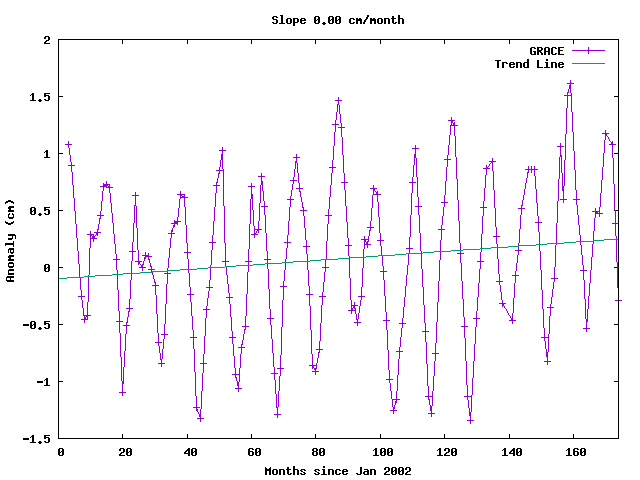 Slope 0.00 cm/month
GRACE
Trend Line
2
1.5
1
0.5
0
-0.5
-1
-1.5
Anomaly (cm)
0 20 40 60 80 100 120 140 160
Months since Jan 2002